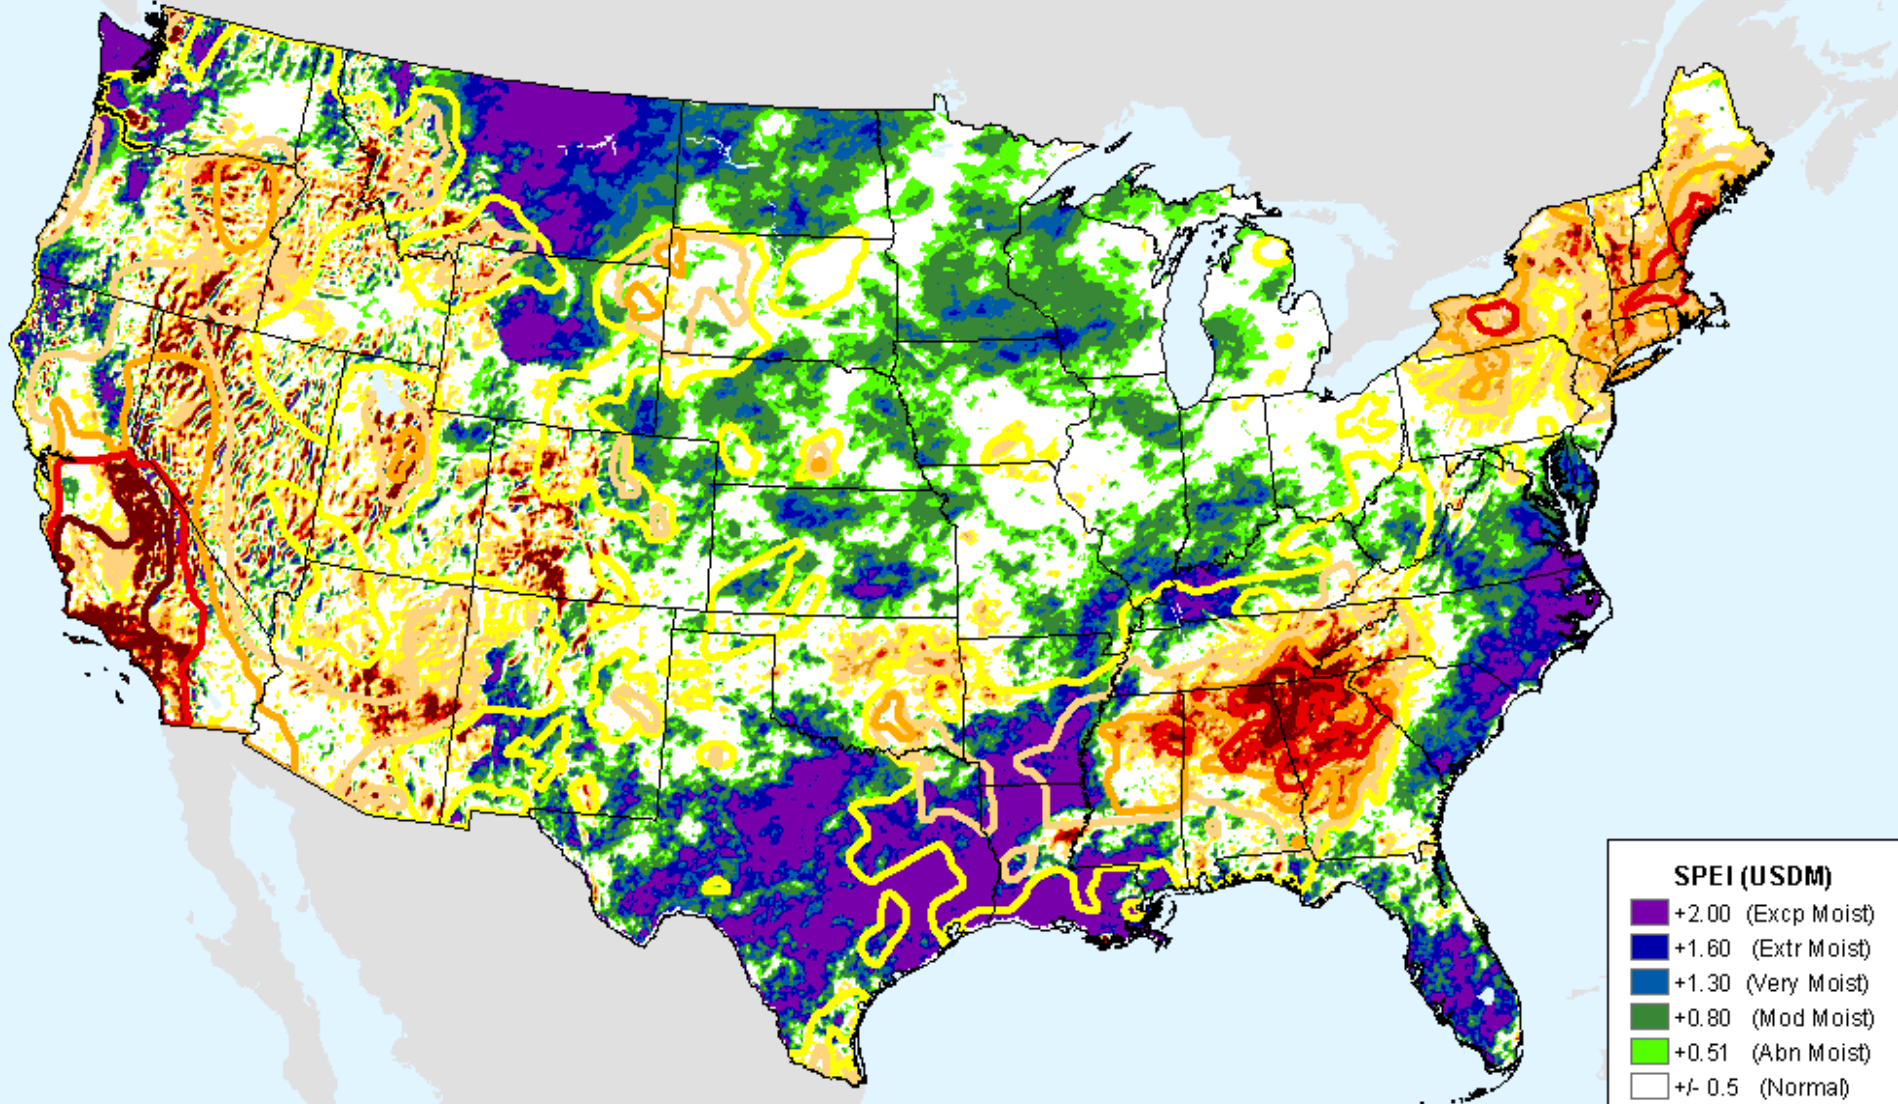 SPEI (USDM)
+2.00 (Excp Moist)
+1.60 (Extr Moist)
+1.30 (Very Moist)
+0.80 (Mod Moist)
+0.51 (Abn Moist)
+/- 0.5 (Normal)